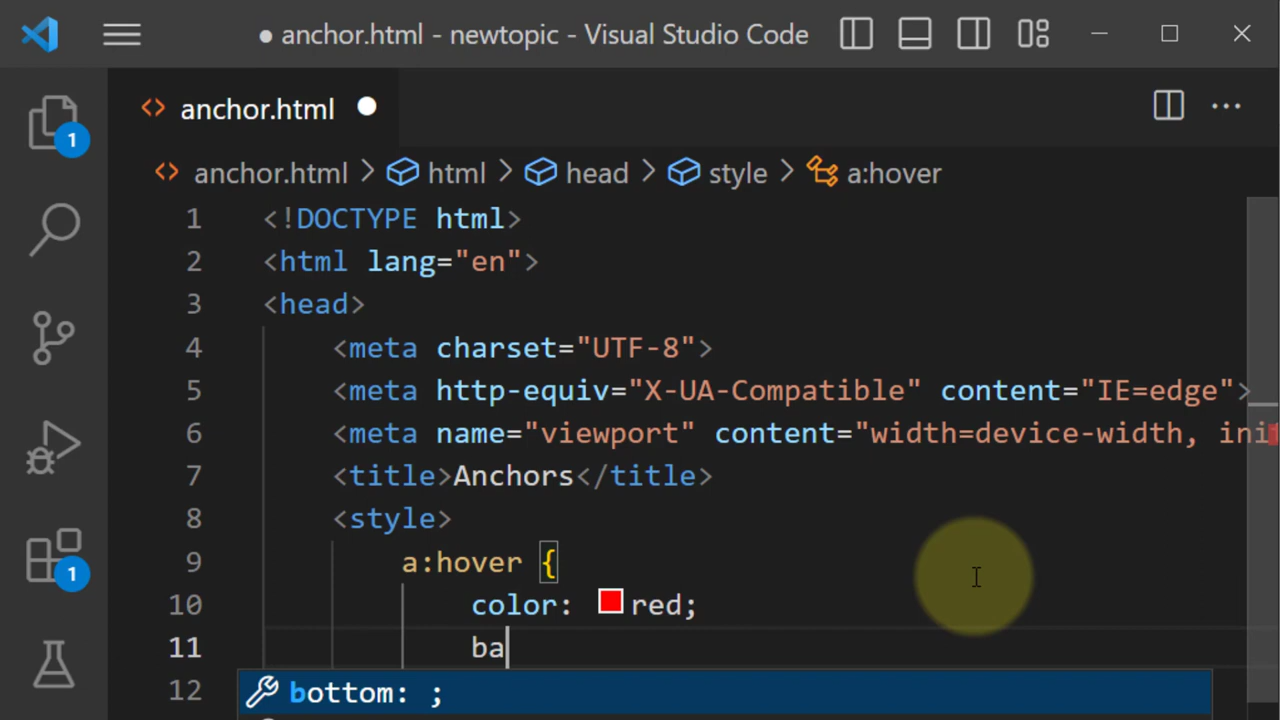 ● anchor.html - newtopic - Visual Studio Code
anchor.html
1
anchor.html > html > head > style > a:hover
1 <!DOCTYPE html>
2 <html lang="en">
3 <head>
4 <meta charset="UTF-8">
5 <meta http-equiv="X-UA-Compatible" content="IE=edge">
6 <meta name="viewport" content="width=device-width, ini
7 <title>Anchors</title>
8 <style>
9 a:hover {
10 color: red;
1
11 ba
12 bottom: ;